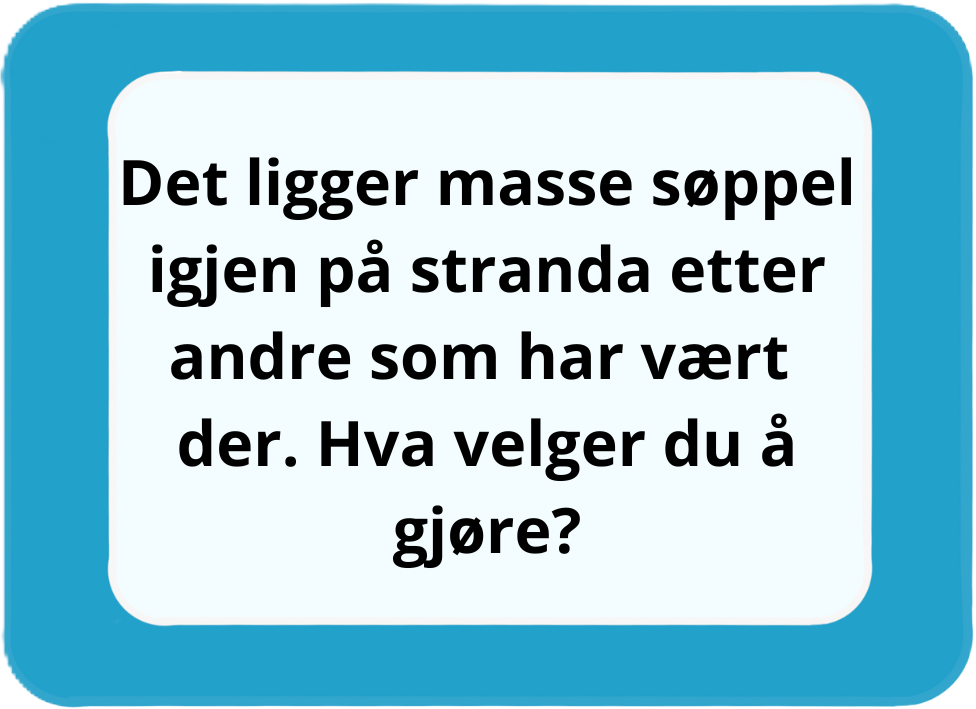 Det ligger masse søppel
igjen på stranda etter
andre som har vært
der. Hva velger du å
gjøre?